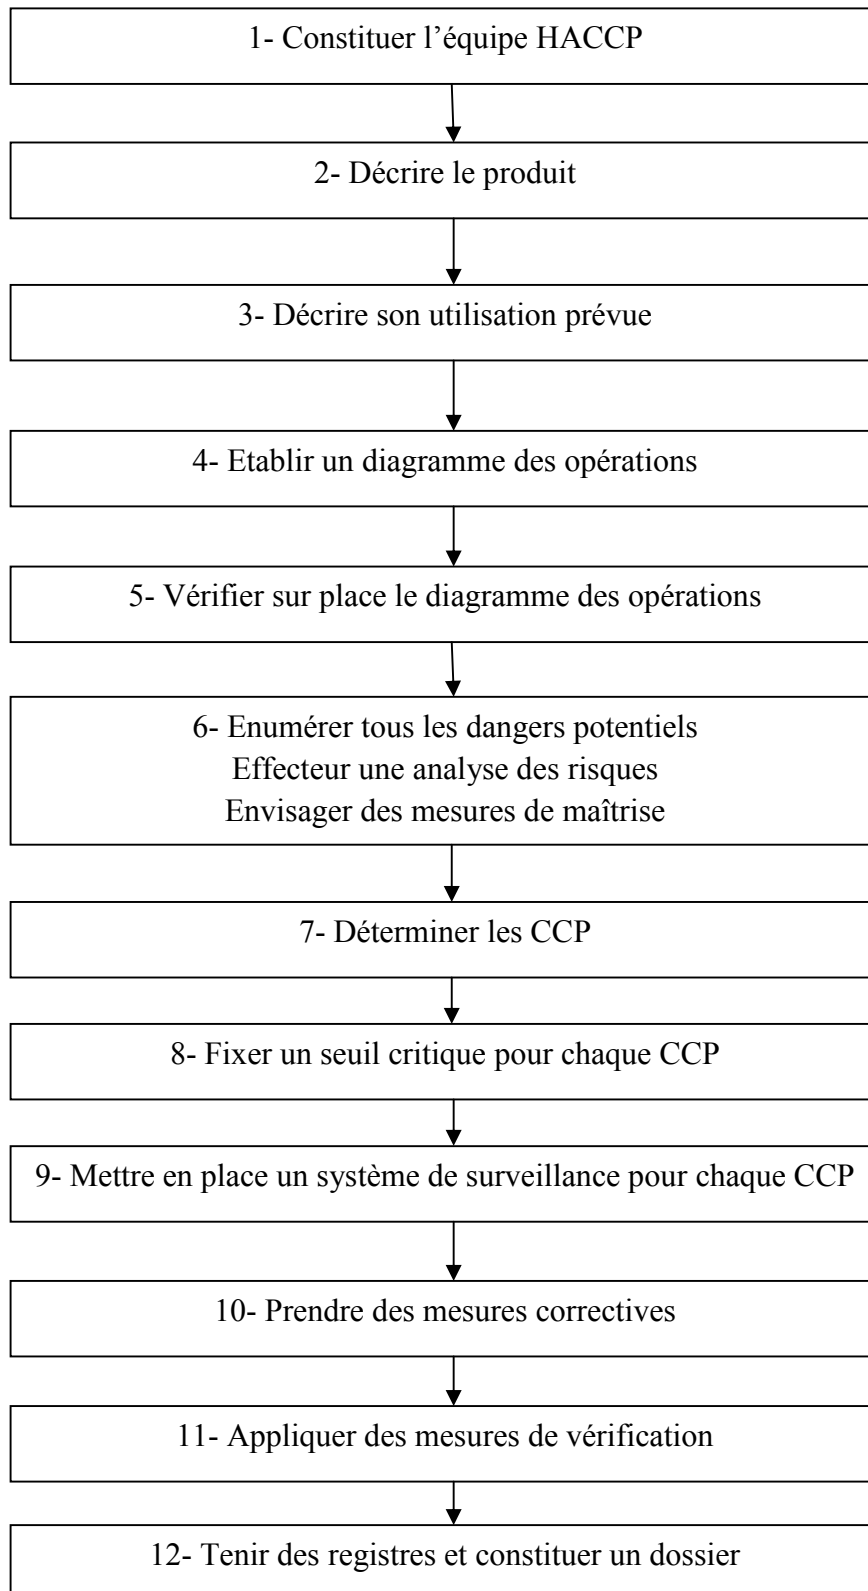 1- Constituer l’équipe HACCP
2- Décrire le produit
3- Décrire son utilisation prévue
4- Etablir un diagramme des opérations
5- Vérifier sur place le diagramme des opérations
6- Enumérer tous les dangers potentiels
Effecteur une analyse des risques
Envisager des mesures de maîtrise
7- Déterminer les CCP
8- Fixer un seuil critique pour chaque CCP
9- Mettre en place un système de surveillance pour chaque CCP
10- Prendre des mesures correctives
11- Appliquer des mesures de vérification
12- Tenir des registres et constituer un dossier